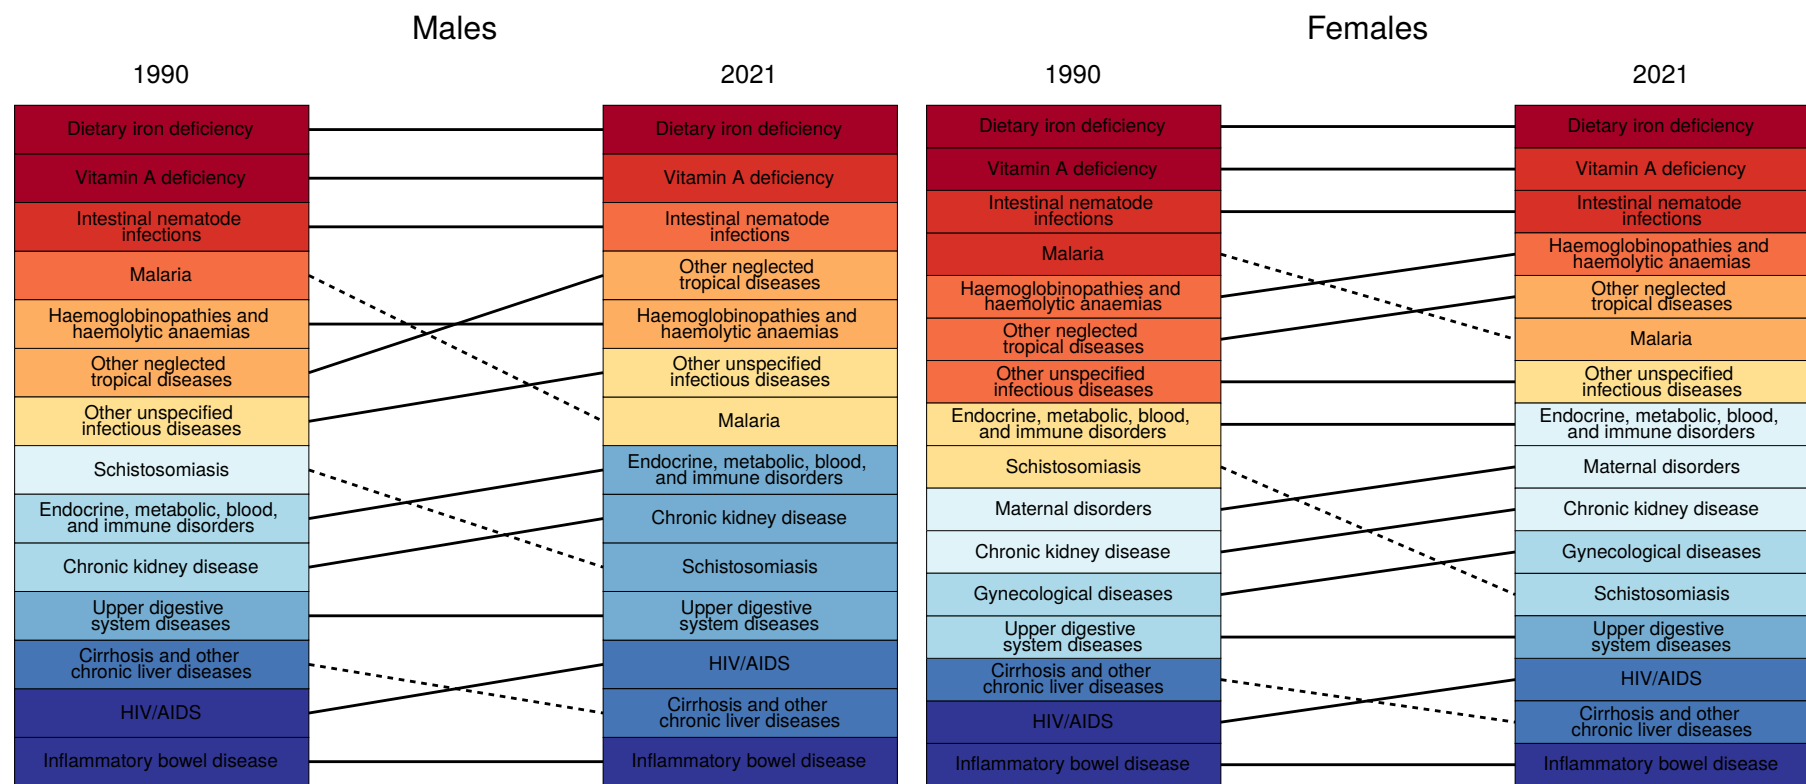 Males
1990
2021
Dietary iron deficiency
Vitamin A deficiency
Intestinal nematode
infections
Malaria
Haemoglobinopathies and
haemolytic anaemias
Other neglected
tropical diseases
Other unspecified
infectious diseases
Schistosomiasis
Endocrine, metabolic, blood,
and immune disorders
Chronic kidney disease
Upper digestive
system diseases
Cirrhosis and other
chronic liver diseases
HIV/AIDS
Inflammatory bowel disease
Dietary iron deficiency
Vitamin A deficiency
Intestinal nematode
infections
Other neglected
tropical diseases
Haemoglobinopathies and
haemolytic anaemias
Other unspecified
infectious diseases
Malaria
Endocrine, metabolic, blood,
and immune disorders
Chronic kidney disease
Schistosomiasis
Upper digestive
system diseases
HIV/AIDS
Cirrhosis and other
chronic liver diseases
Inflammatory bowel disease
Females
1990
2021
Dietary iron deficiency
Vitamin A deficiency
Intestinal nematode
infections
Malaria
Haemoglobinopathies and
haemolytic anaemias
Other neglected
tropical diseases
Other unspecified
infectious diseases
Endocrine, metabolic, blood,
and immune disorders
Schistosomiasis
Maternal disorders
Chronic kidney disease
Gynecological diseases
Upper digestive
system diseases
Cirrhosis and other
chronic liver diseases
HIV/AIDS
Inflammatory bowel disease
Dietary iron deficiency
Vitamin A deficiency
Intestinal nematode
infections
Haemoglobinopathies and
haemolytic anaemias
Other neglected
tropical diseases
Malaria
Other unspecified
infectious diseases
Endocrine, metabolic, blood,
and immune disorders
Maternal disorders
Chronic kidney disease
Gynecological diseases
Schistosomiasis
Upper digestive
system diseases
HIV/AIDS
Cirrhosis and other
chronic liver diseases
Inflammatory bowel disease